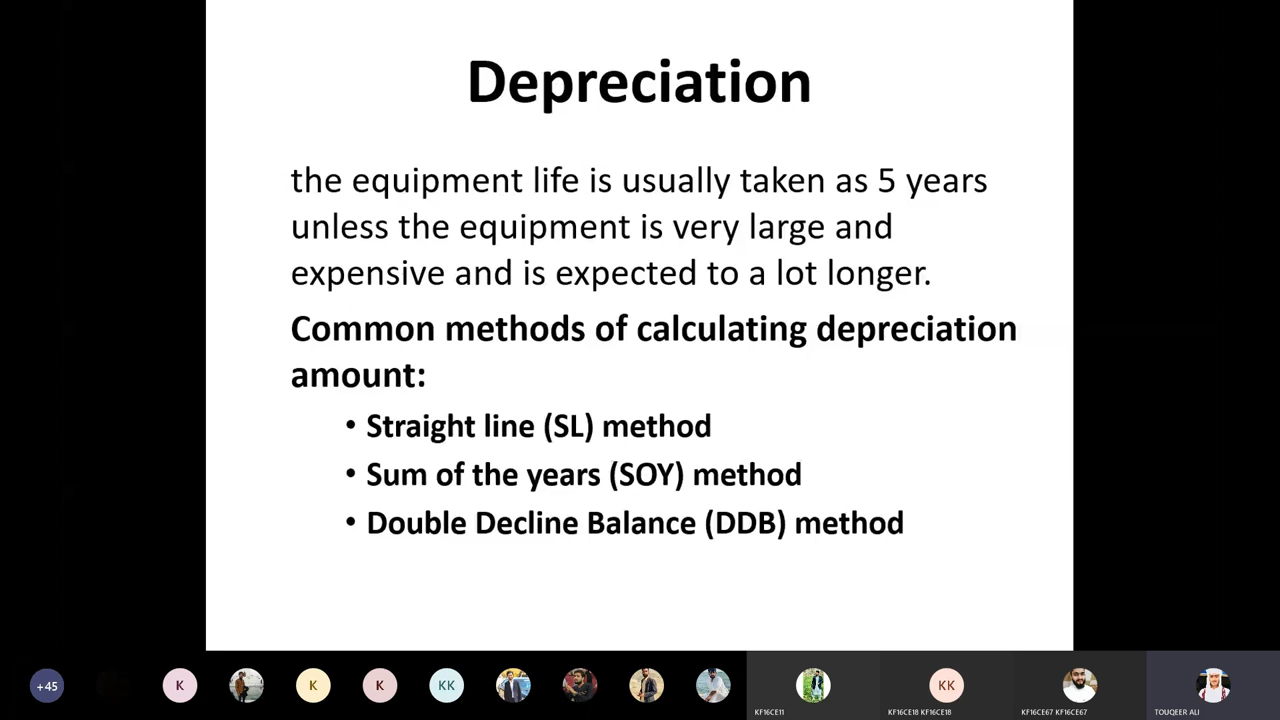 Depreciation
the equipment life is usually taken as 5 years
unless the equipment is very large and
expensive and is expected to a lot longer.
Common methods of calculating depreciation
amount:
• Straight line (SL) method
• Sum of the years (SOY) method
• Double Decline Balance (DDB) method
+45
K
K
K
KK
KK
KF16CE11
KF16CE18 KF16CE18
KF16CE67 KF16CE67
TOUQEER ALI